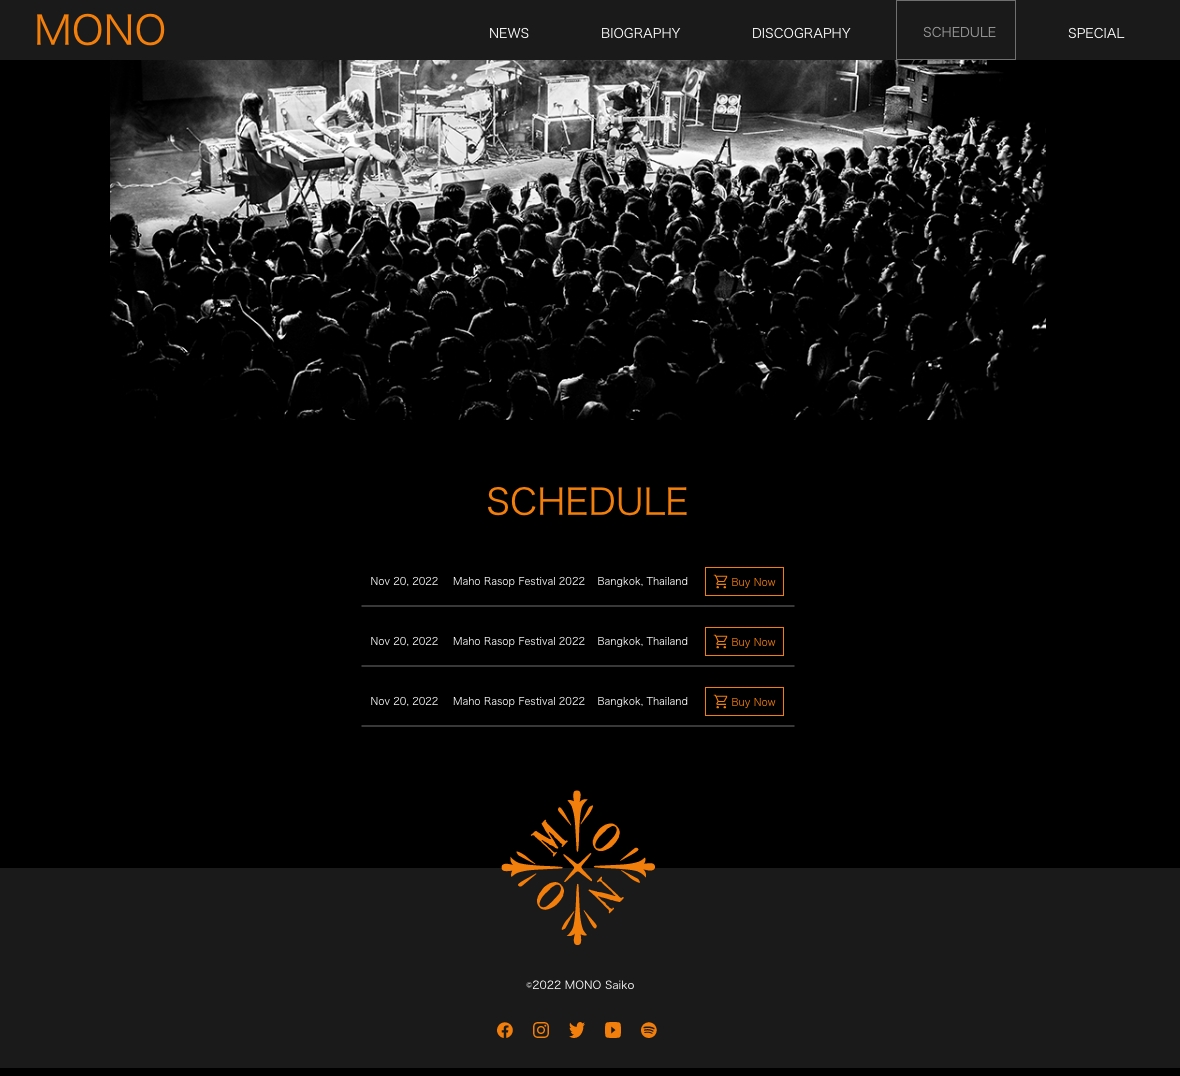 MONO
NEWS
BIOGRAPHY
DISCOGRAPHY
SCHEDULE
SPECIAL
SCHEDULE
Nov 20, 2022 Maho Rasop Festival 2022 Bangkok, Thailand Buy Now
Nov 20, 2022 Maho Rasop Festival 2022 Bangkok, Thailand Buy Now
Nov 20, 2022 Maho Rasop Festival 2022 Bangkok, Thailand Buy Now
M O
O N
©2022 MONO Saiko